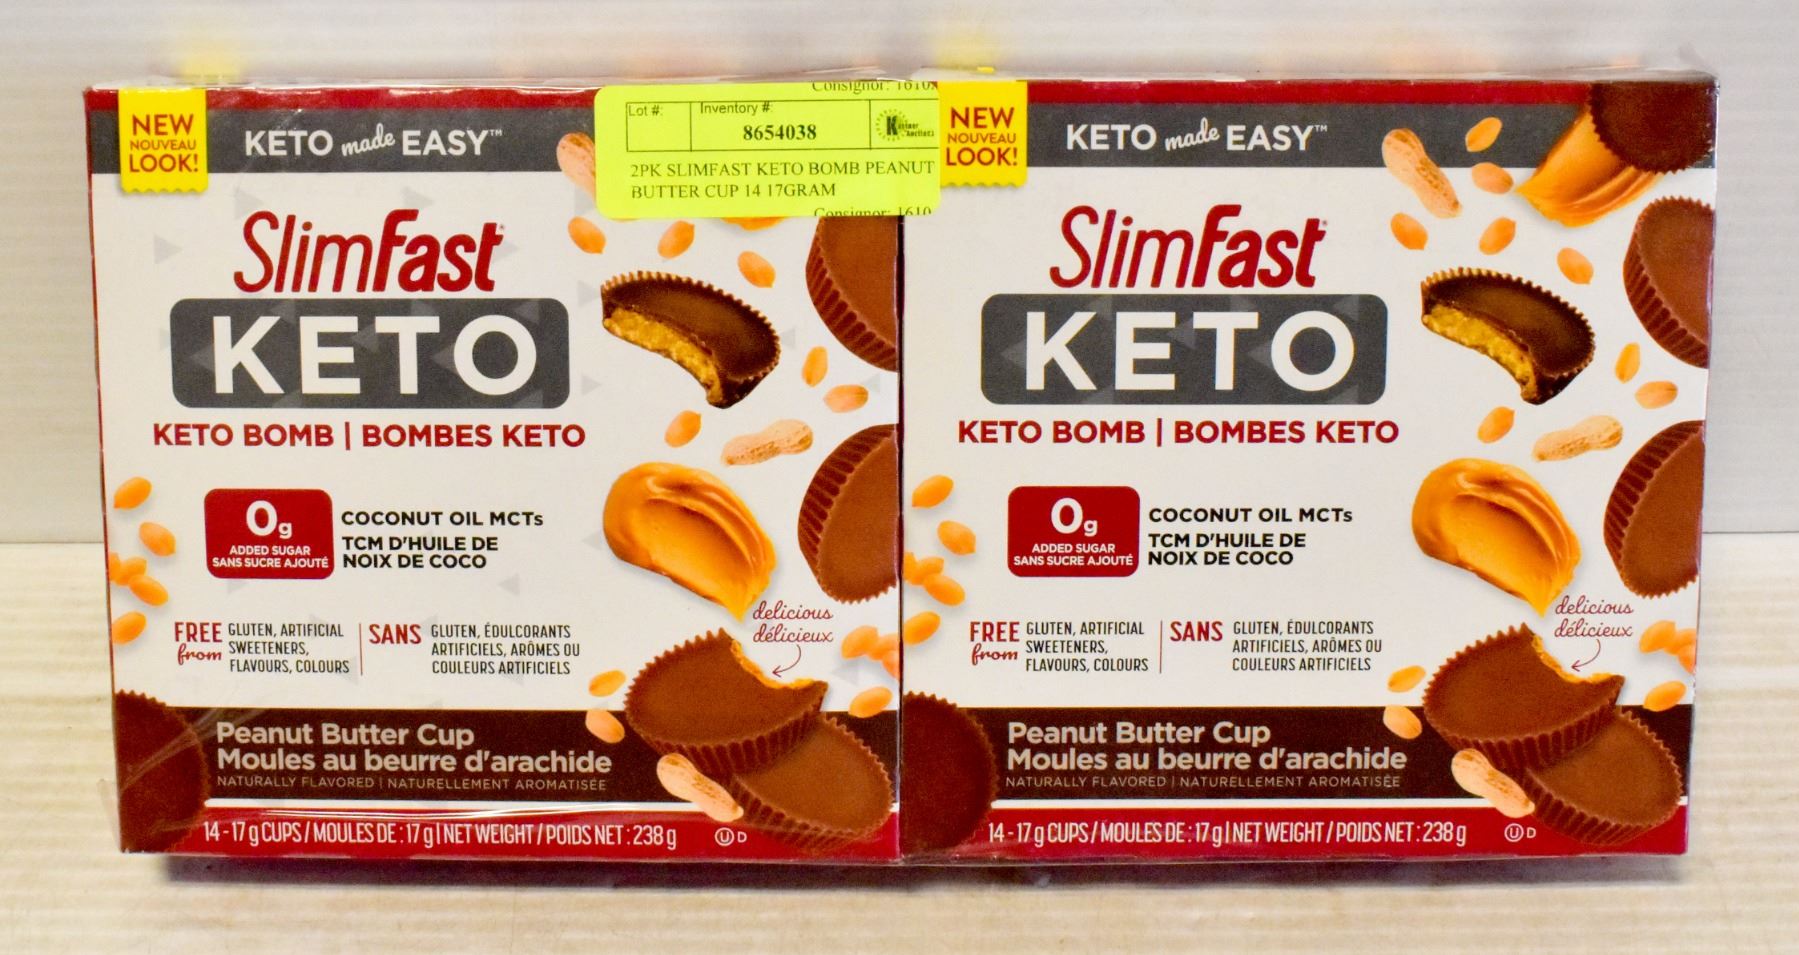 NEW
NOUVEAU
LOOK!
KETO made EASY™
SlimFast
KETO
KETO BOMB | BOMBES KETO
0g
ADDED SUGAR
SANS SUCRE AJOUTÉ
COCONUT OIL MCTs
TCM D'HUILE DE
NOIX DE COCO
FREE from
GLUTEN, ARTIFICIAL
SWEETENERS,
FLAVOURS, COLOURS
SANS
GLUTEN, ÉDULCORANTS
ARTIFICIELS, ARÔMES OU
COULEURS ARTIFICIELS
delicious
délicieux
Peanut Butter Cup
Moules au beurre d'arachide
NATURALLY FLAVORED | NATURELLEMENT AROMATISÉE
14 - 17 g CUPS / MOULES DE : 17 g | NET WEIGHT / POIDS NET : 238 g
U D
Consignor:
Lot #:
Inventory #:
8654038
2PK SLIMFAST KETO BOMB PEANUT
BUTTER CUP 14 17GRAM
Consignor: 1610
NEW
NOUVEAU
LOOK!
KETO made EASY™
SlimFast
KETO
KETO BOMB | BOMBES KETO
0g
ADDED SUGAR
SANS SUCRE AJOUTÉ
COCONUT OIL MCTs
TCM D'HUILE DE
NOIX DE COCO
FREE from
GLUTEN, ARTIFICIAL
SWEETENERS,
FLAVOURS, COLOURS
SANS
GLUTEN, ÉDULCORANTS
ARTIFICIELS, ARÔMES OU
COULEURS ARTIFICIELS
delicious
délicieux
Peanut Butter Cup
Moules au beurre d'arachide
NATURALLY FLAVORED | NATURELLEMENT AROMATISÉE
14 - 17 g CUPS / MOULES DE : 17 g | NET WEIGHT / POIDS NET : 238 g
U D